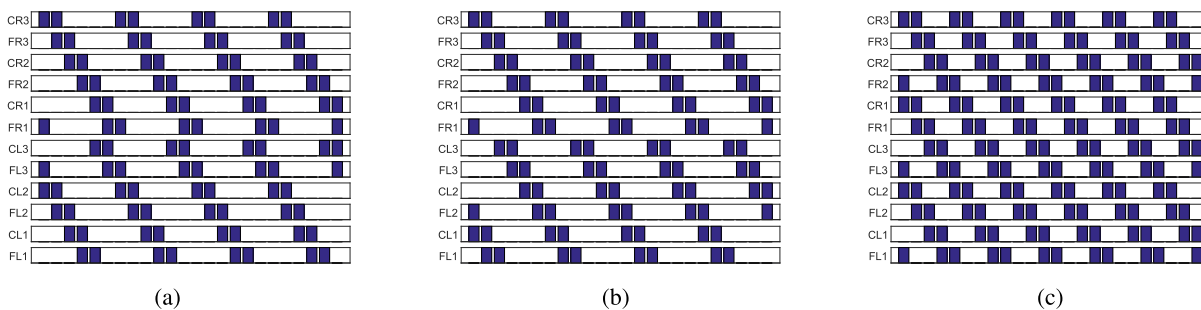 CR3 CR3 CR3
FR3 FR3 FR3
CR2 CR2 CR2
FR2 FR2 FR2
CR1 CR1 CR1
FR1 FR1 FR1
CL3 CL3 CL3
FL3 FL3 FL3
CL2 CL2 CL2
FL2 FL2 FL2
CL1 CL1 CL1
FL1 FL1 FL1
(a) (b) (c)